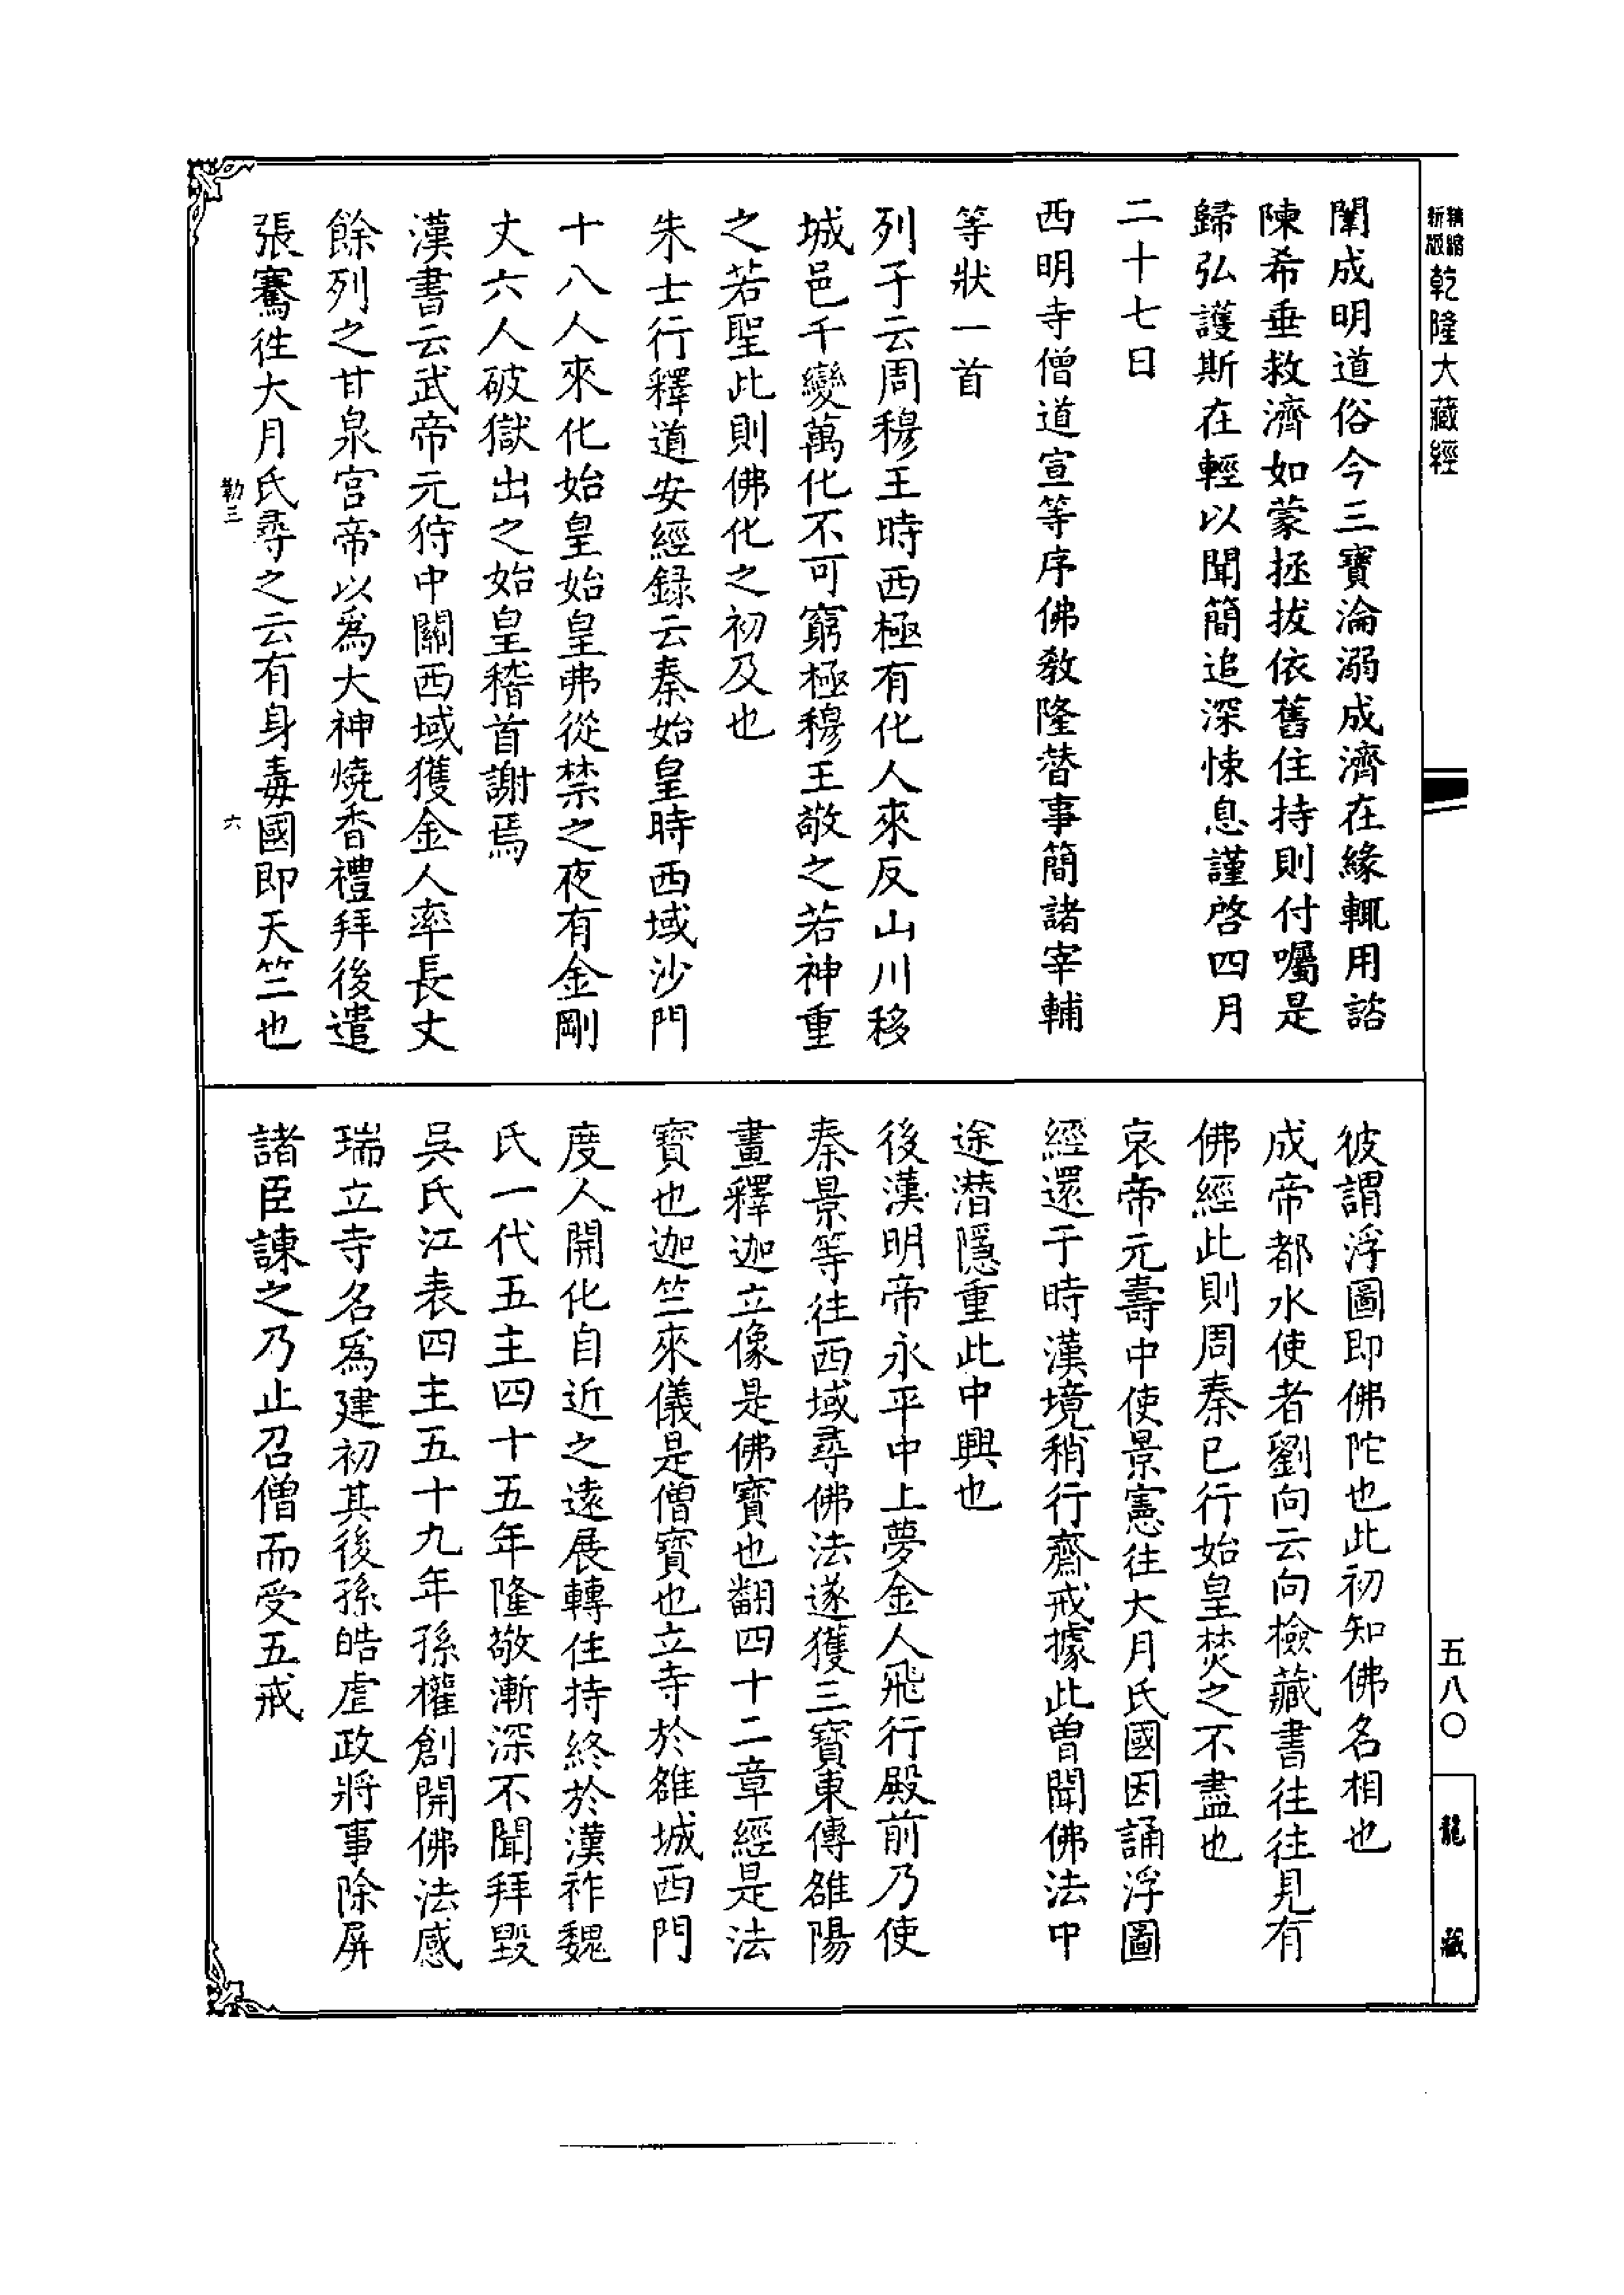 精縮
新版
乾隆大藏經
闡成明道俗今三寶淪溺成濟在緣輒用諮
陳希垂救濟如蒙拯拔依舊住持則付囑是
歸弘護斯在輕以聞簡追深悚息謹啓四月
二十七日
西明寺僧道宣等序佛教隆替事簡諸宰輔
等狀一首
列子云周穆王時西極有化人來反山川移
城邑千變萬化不可窮極穆王敬之若神重
之若聖此則佛化之初及也
朱士行釋道安經録云秦始皇時西域沙門
十八人來化始皇始皇弗從禁之夜有金剛
丈六人破獄出之始皇稽首謝焉
漢書云武帝元狩中關西域獲金人率長丈
餘列之甘泉宮帝以爲大神燒香禮拜後遣
張騫往大月氏尋之云有身毒國即天竺也
勒三
六
彼謂浮圖即佛陀也此初知佛名相也
成帝都水使者劉向云向檢藏書往往見有
佛經此則周秦已行始皇焚之不盡也
哀帝元壽中使景憲往大月氏國因誦浮圖
經還于時漢境稍行齋戒據此曽聞佛法中
途潛隱重此中興也
後漢明帝永平中上夢金人飛行殿前乃使
秦景等往西域尋佛法遂獲三寶東傳雒陽
畫釋迦立像是佛寶也翻四十二章經是法
寶也迦竺來儀是僧寶也立寺於雒城西門
度人開化自近之遠展轉住持終於漢祚魏
氏一代五主四十五年隆敬漸深不聞拜毀
吳氏江表四主五十九年孫權創開佛法感
瑞立寺名爲建初其後孫皓虐政將事除屏
諸臣諫之乃止召僧而受五戒
五八〇
龍藏